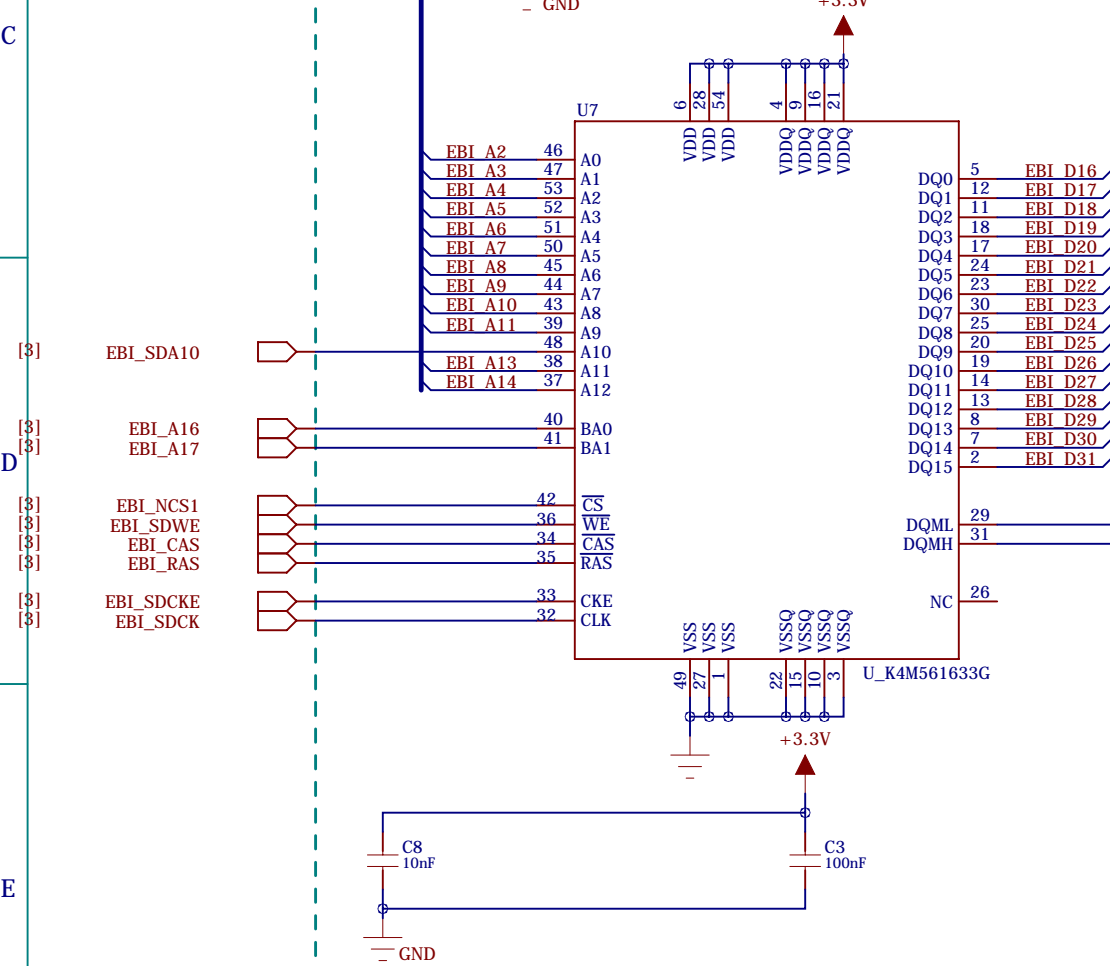 GND
+3.3V
C
6
28
54
4
9
16
21
U7
VDD
VDD
VDD
VDDQ
VDDQ
VDDQ
VDDQ
EBI_A2 46 A0
EBI_A3 47 A1
EBI_A4 53 A2
EBI_A5 52 A3
EBI_A6 51 A4
EBI_A7 50 A5
EBI_A8 45 A6
EBI_A9 44 A7
EBI_A10 43 A8
EBI_A11 39 A9
[3] EBI_SDA10 48 A10
EBI_A13 38 A11
EBI_A14 37 A12
[3] EBI_A16 40 BA0
[3] EBI_A17 41 BA1
D
[3] EBI_NCS1 42 CS
[3] EBI_SDWE 36 WE
[3] EBI_CAS 34 CAS
[3] EBI_RAS 35 RAS
[3] EBI_SDCKE 33 CKE
[3] EBI_SDCK 32 CLK
DQ0 5 EBI_D16
DQ1 12 EBI_D17
DQ2 11 EBI_D18
DQ3 18 EBI_D19
DQ4 17 EBI_D20
DQ5 24 EBI_D21
DQ6 23 EBI_D22
DQ7 30 EBI_D23
DQ8 25 EBI_D24
DQ9 20 EBI_D25
DQ10 19 EBI_D26
DQ11 14 EBI_D27
DQ12 13 EBI_D28
DQ13 8 EBI_D29
DQ14 7 EBI_D30
DQ15 2 EBI_D31
DQML 29
DQMH 31
NC 26
VSS
VSS
VSS
VSSQ
VSSQ
VSSQ
VSSQ
49
27
1
22
15
10
3
U_K4M561633G
+3.3V
C8
10nF
C3
100nF
E
GND